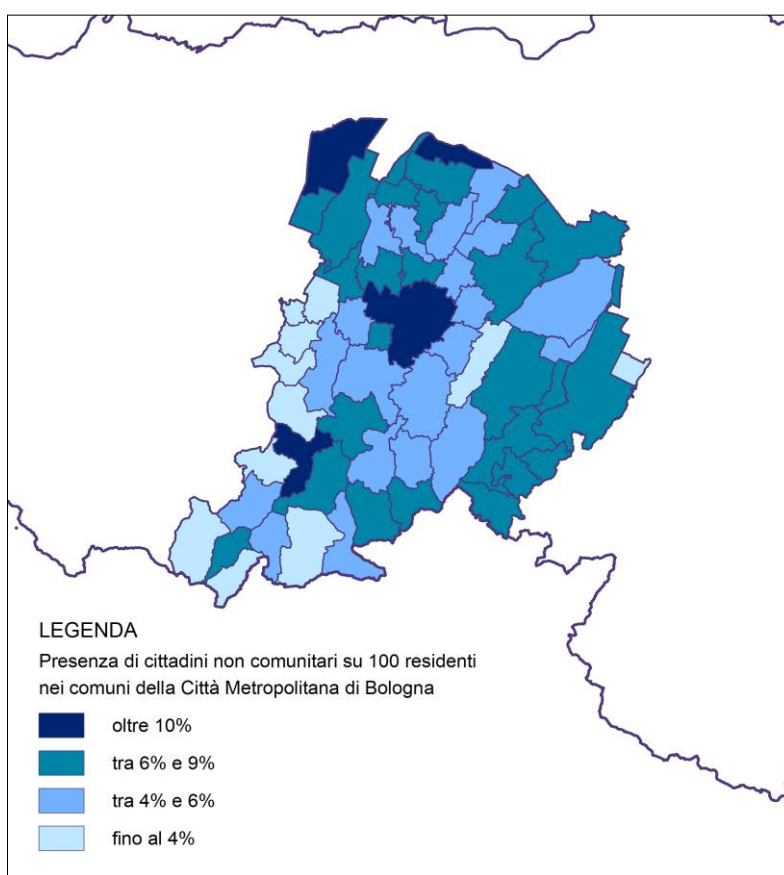 LEGENDA
Presenza di cittadini non comunitari su 100 residenti
nei comuni della Città Metropolitana di Bologna
oltre 10%
tra 6% e 9%
tra 4% e 6%
fino al 4%